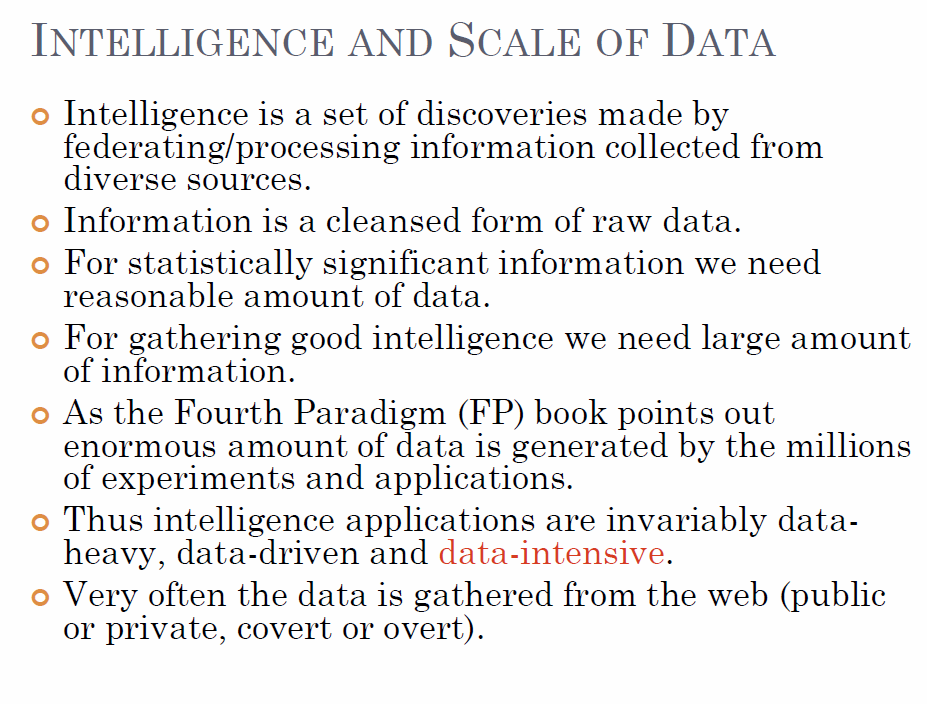 INTELLIGENCE AND SCALE OF DATA
Intelligence is a set of discoveries made by
federating/processing information collected from
diverse sources.
Information is a cleansed form of raw data.
For statistically significant information we need
reasonable amount of data.
For gathering good intelligence we need large amount
of information.
As the Fourth Paradigm (FP) book points out
enormous amount of data is generated by the millions
of experiments and applications.
Thus intelligence applications are invariably data-
heavy, data-driven and data-intensive.
Very often the data is gathered from the web (public
or private, covert or overt).